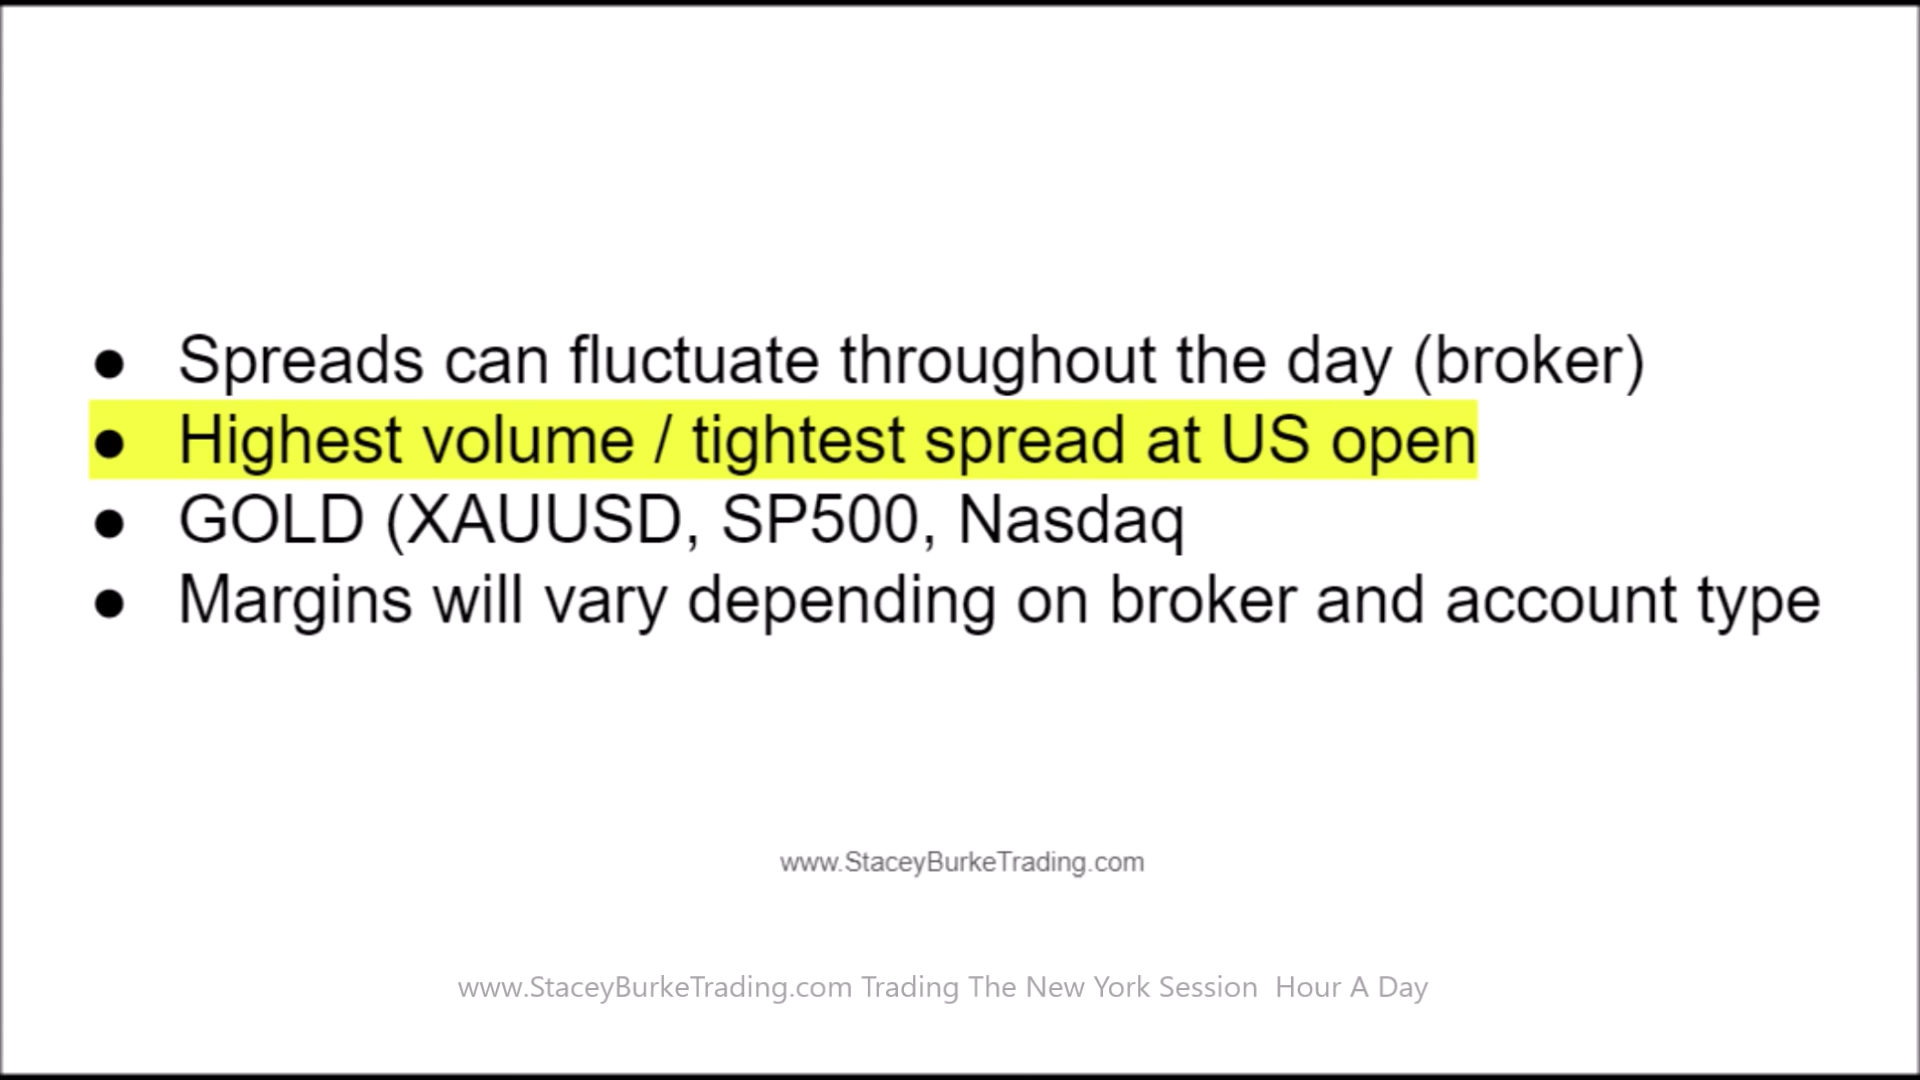 ● Spreads can fluctuate throughout the day (broker)
● Highest volume / tightest spread at US open
● GOLD (XAUUSD, SP500, Nasdaq
● Margins will vary depending on broker and account type
www.StaceyBurkeTrading.com
www.StaceyBurkeTrading.com Trading The New York Session  Hour A Day